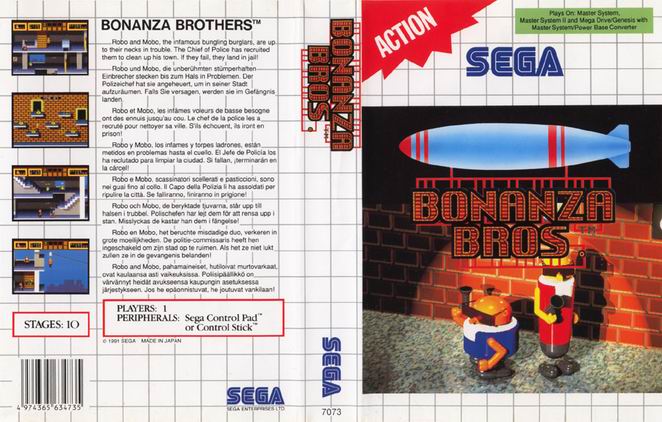 BONANZA BROTHERS™
Robo and Mobo, the infamous bungling burglars, are up
to their necks in trouble. The Chief of Police has recruited
them to clean up his town. If they fail, they land in jail!
Robo und Mobo, die unverbühmten stümperhaften
Einbrecher stecken bis zum Hals in Problemen. Der
Polizeichef hat sie angeheuert, um in seiner Stadt
aufzuräumen. Falls Sie versagen, werden sie im Gefängnis
landen.
Robo et Mobo, les infâmes voleurs de basse besogne
ont des ennuis jusqu'au cou. Le chef de la police les a
recruté pour nettoyer sa ville. S'ils échouent, ils iront en
prison!
Robo y Mobo, los infames y torpes ladrones, están
metidos en problemas hasta el cuello. El Jefe de Policía los
ha reclutado para limpiar la ciudad. Si fallan, ¡terminarán en
la cárcel!
Robo e Mobo, scassinatori scellerati e pasticcioni, sono
nei guai fino al collo. Il Capo della Polizia li ha assoldati per
ripulire la città. Se falliranno, finiranno in prigione!
Robo och Mobo, de beryktade tjuvarna, står upp till
halsen i trubbel. Polischefen har lejt dem för att rensa upp i
stan. Misslyckas de kastar han dem i fängelse!
Robo en Mobo, het beruchte misdadige duo, verkeren in
grote moeilijkheden. De politie-commissaris heeft hen
ingeschakeld om zijn stad op te ruimen. Als het ze niet lukt
zullen ze in de gevangenis belanden!
Robo and Mobo, pahamaineiset, hutiloivat murtovarkaat,
ovat kaulaansa asti vaikeuksissa. Poliisipäällikkö on
värvännyt heidät avukseensa kaupungin asetuksessa
järjestykseen. Jos he epäonnistuvat, he joutuvat vankilaan!
STAGES: 10
PLAYERS: 1
PERIPHERALS: Sega Control Pad™
or Control Stick™
© 1991 SEGA MADE IN JAPAN
4 974365 634735
SEGA
SEGA ENTERPRISES LTD.
BONANZA
BROS.™
SEGA
7073
ACTION
Plays On: Master System,
Master System II and Mega Drive/Genesis with
Master System/Power Base Converter
SEGA
BONANZA
BROS.™